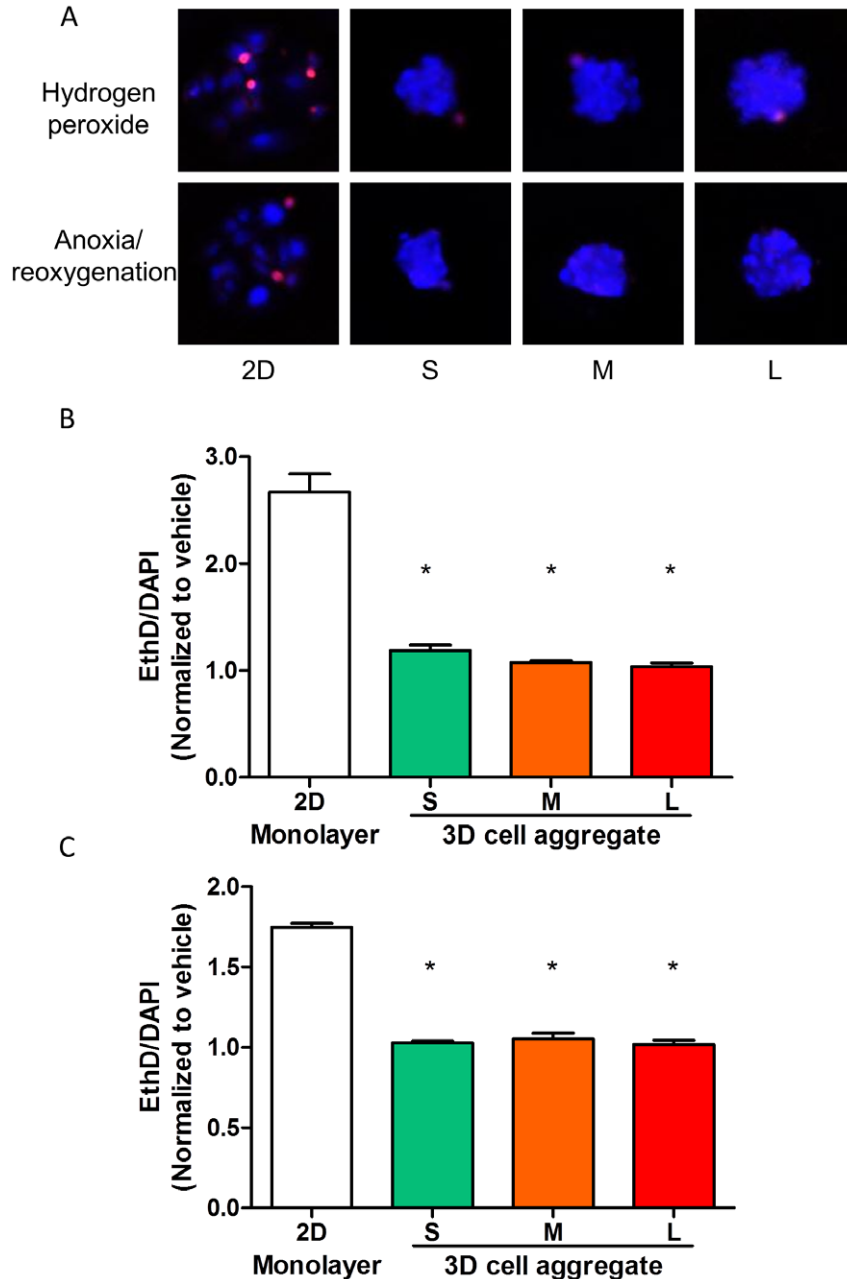 A
Hydrogen
peroxide
Anoxia/
reoxygenation
2D S M L
B
EthD/DAPI
(Normalized to vehicle)
3.0
2.0
1.0
0.0
* * *
2D S M L
Monolayer 3D cell aggregate
C
EthD/DAPI
(Normalized to vehicle)
2.0
1.5
1.0
0.5
0.0
* * *
2D S M L
Monolayer 3D cell aggregate